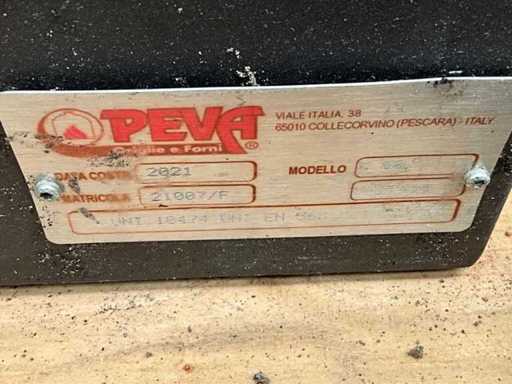 PEVA ®
Griglie e Forni
VIALE ITALIA, 38
65010 COLLECORVINO (PESCARA) - ITALY
DATA COSTR. 2021
MODELLO
MATRICOLA 21007/F
UNI 10474 UNI EN